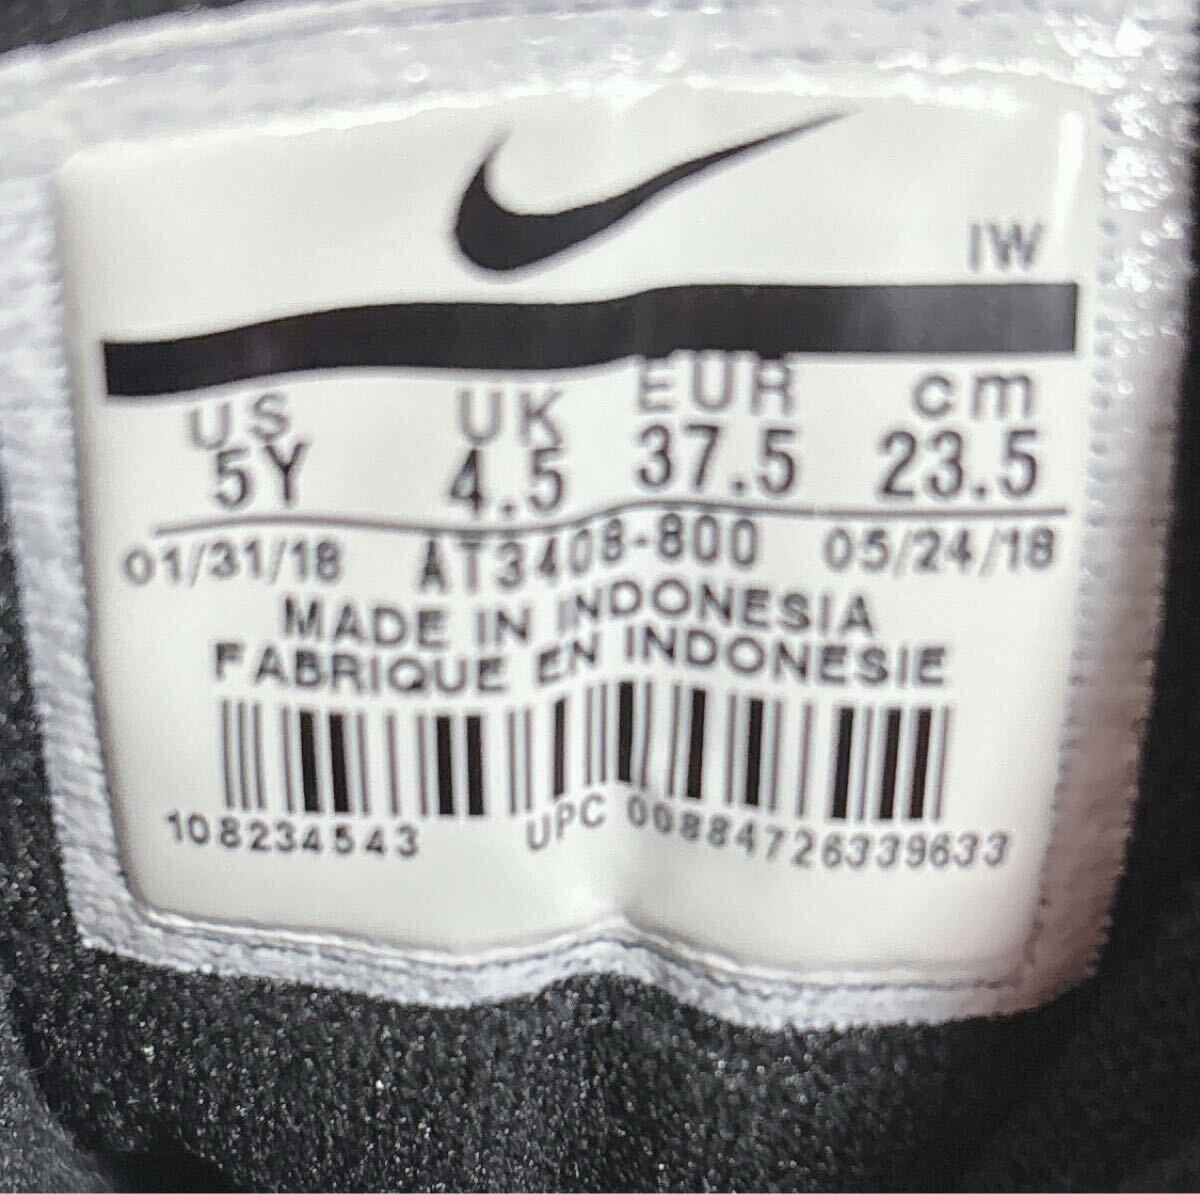 IW
US UK EUR cm
5Y 4.5 37.5 23.5
01/31/18 AT3408-800 05/24/18
MADE IN INDONESIA
FABRIQUE EN INDONESIE
108234543 UPC 00884726339633